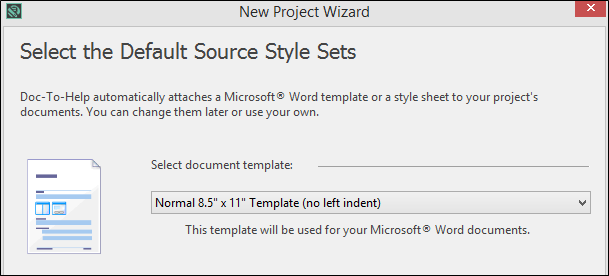 New Project Wizard
Select the Default Source Style Sets
Doc-To-Help automatically attaches a Microsoft® Word template or a style sheet to your project's
documents. You can change them later or use your own.
Select document template:
Normal 8.5" x 11" Template (no left indent)
This template will be used for your Microsoft® Word documents.